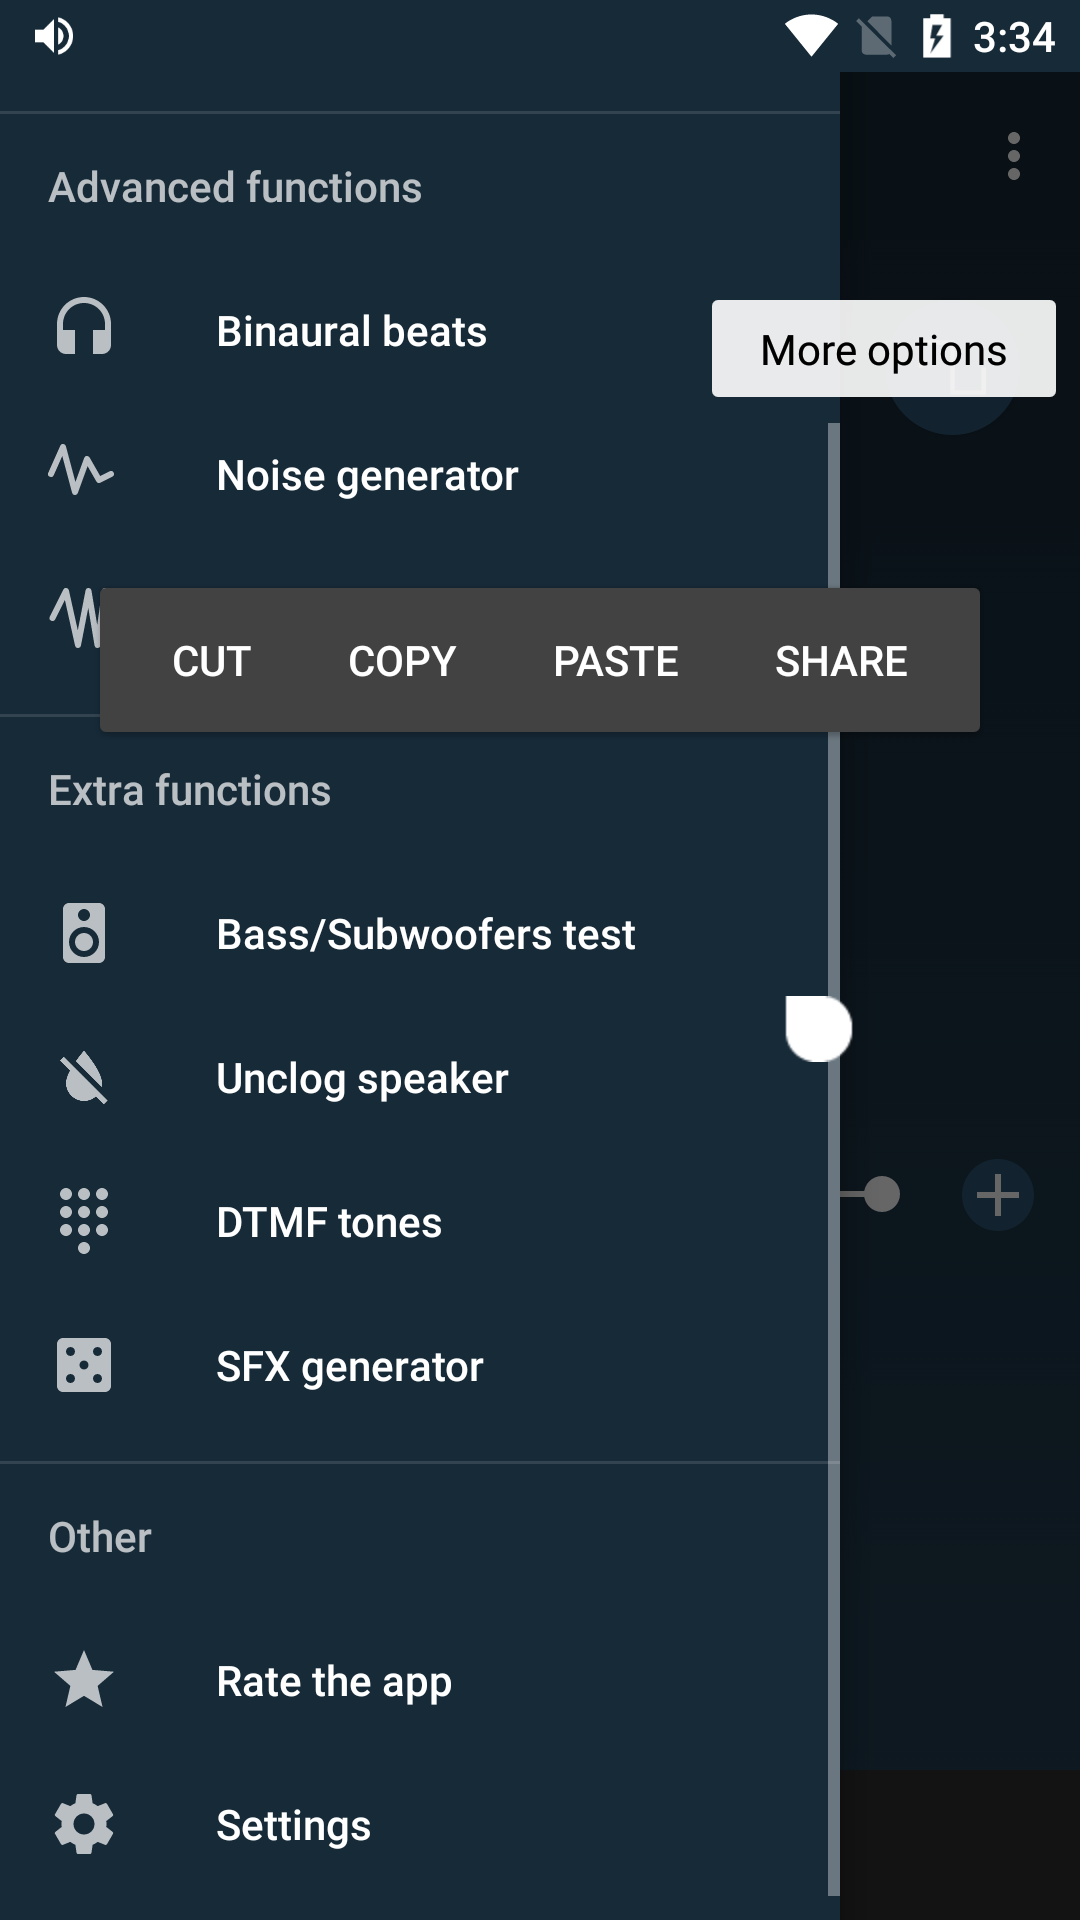 3:34
Advanced functions
Binaural beats
More options
Noise generator
CUT COPY PASTE SHARE
Extra functions
Bass/Subwoofers test
Unclog speaker
DTMF tones
SFX generator
Other
Rate the app
Settings